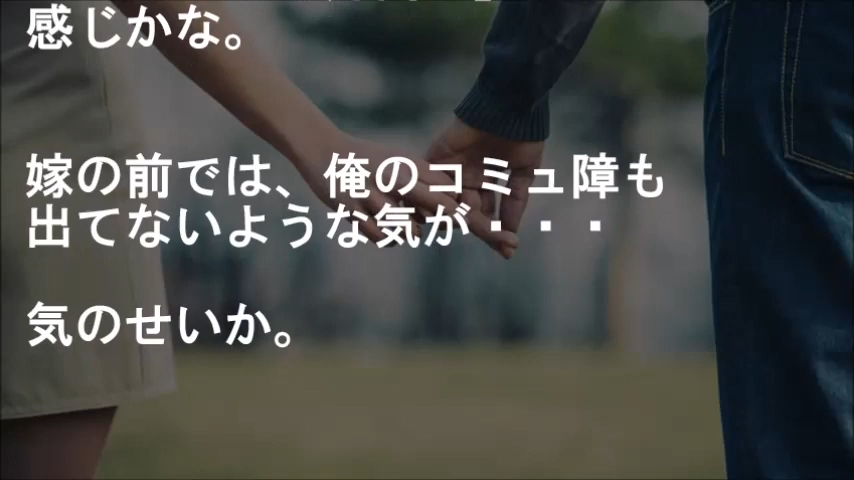 感じかな。
嫁の前では、俺のコミュ障も
出てないような気が・・・
気のせいか。